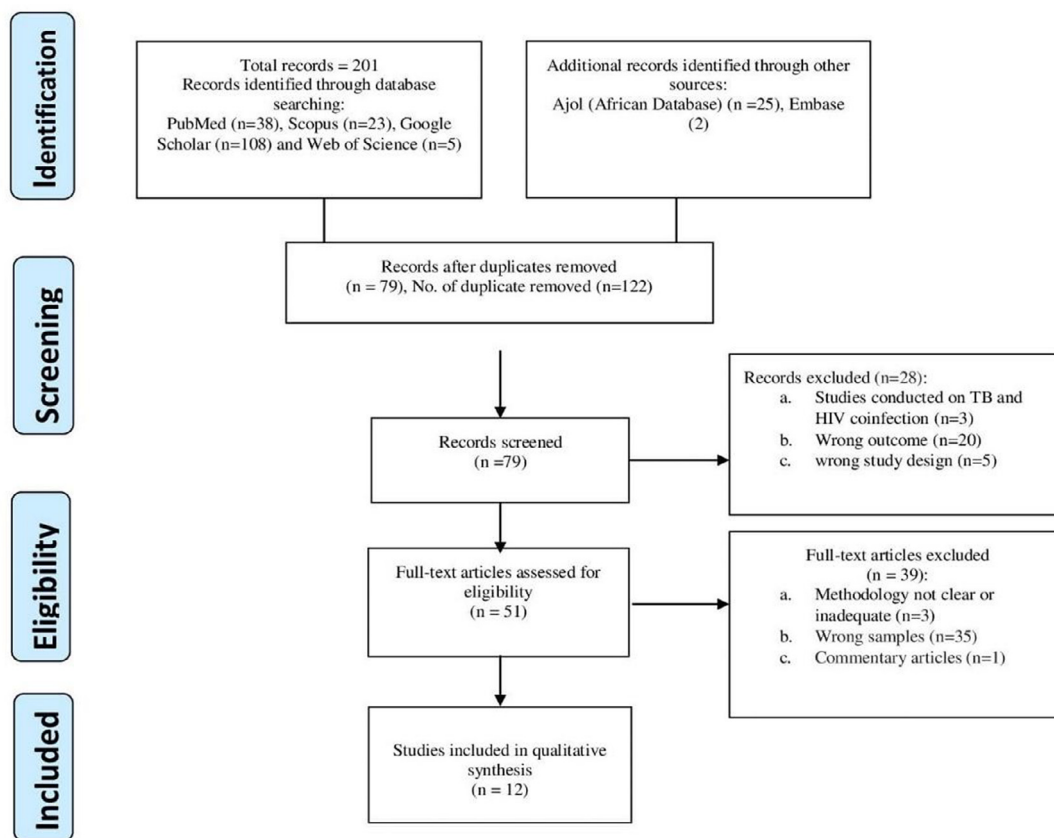 Identification
Total records = 201
Records identified through database
searching:
PubMed (n=38), Scopus (n=23), Google
Scholar (n=108) and Web of Science (n=5)
Additional records identified through other
sources:
Ajol (African Database) (n =25), Embase
(2)
Screening
Records after duplicates removed
(n = 79), No. of duplicate removed (n=122)
Records screened
(n =79)
Records excluded (n=28):
a. Studies conducted on TB and
HIV coinfection (n=3)
b. Wrong outcome (n=20)
c. wrong study design (n=5)
Eligibility
Full-text articles assessed for
eligibility
(n = 51)
Full-text articles excluded
(n = 39):
a. Methodology not clear or
inadequate (n=3)
b. Wrong samples (n=35)
c. Commentary articles (n=1)
Included
Studies included in qualitative
synthesis
(n = 12)